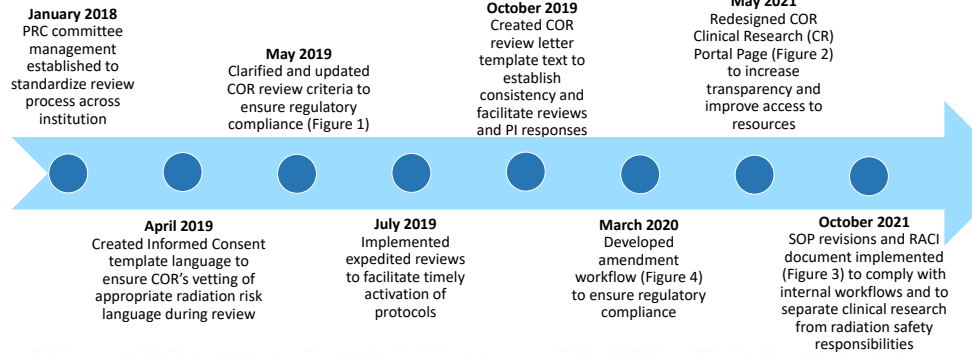 January 2018
PRC committee
management
established to
standardize review
process across
institution
April 2019
Created Informed Consent
template language to
ensure COR's vetting of
appropriate radiation risk
language during review
May 2019
Clarified and updated
COR review criteria to
ensure regulatory
compliance (Figure 1)
July 2019
Implemented
expedited reviews
to facilitate timely
activation of
protocols
October 2019
Created COR
review letter
template text to
establish
consistency and
facilitate reviews
and PI responses
March 2020
Developed
amendment
workflow (Figure 4)
to ensure regulatory
compliance
May 2021
Redesigned COR
Clinical Research (CR)
Portal Page (Figure 2)
to increase
transparency and
improve access to
resources
October 2021
SOP revisions and RACI
document implemented
(Figure 3) to comply with
internal workflows and to
separate clinical research
from radiation safety
responsibilities